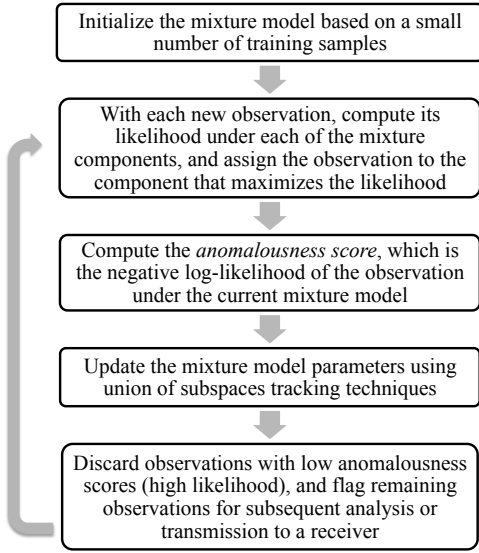 Initialize the mixture model based on a small
number of training samples
With each new observation, compute its
likelihood under each of the mixture
components, and assign the observation to the
component that maximizes the likelihood
Compute the anomalousness score, which is
the negative log-likelihood of the observation
under the current mixture model
Update the mixture model parameters using
union of subspaces tracking techniques
Discard observations with low anomalousness
scores (high likelihood), and flag remaining
observations for subsequent analysis or
transmission to a receiver